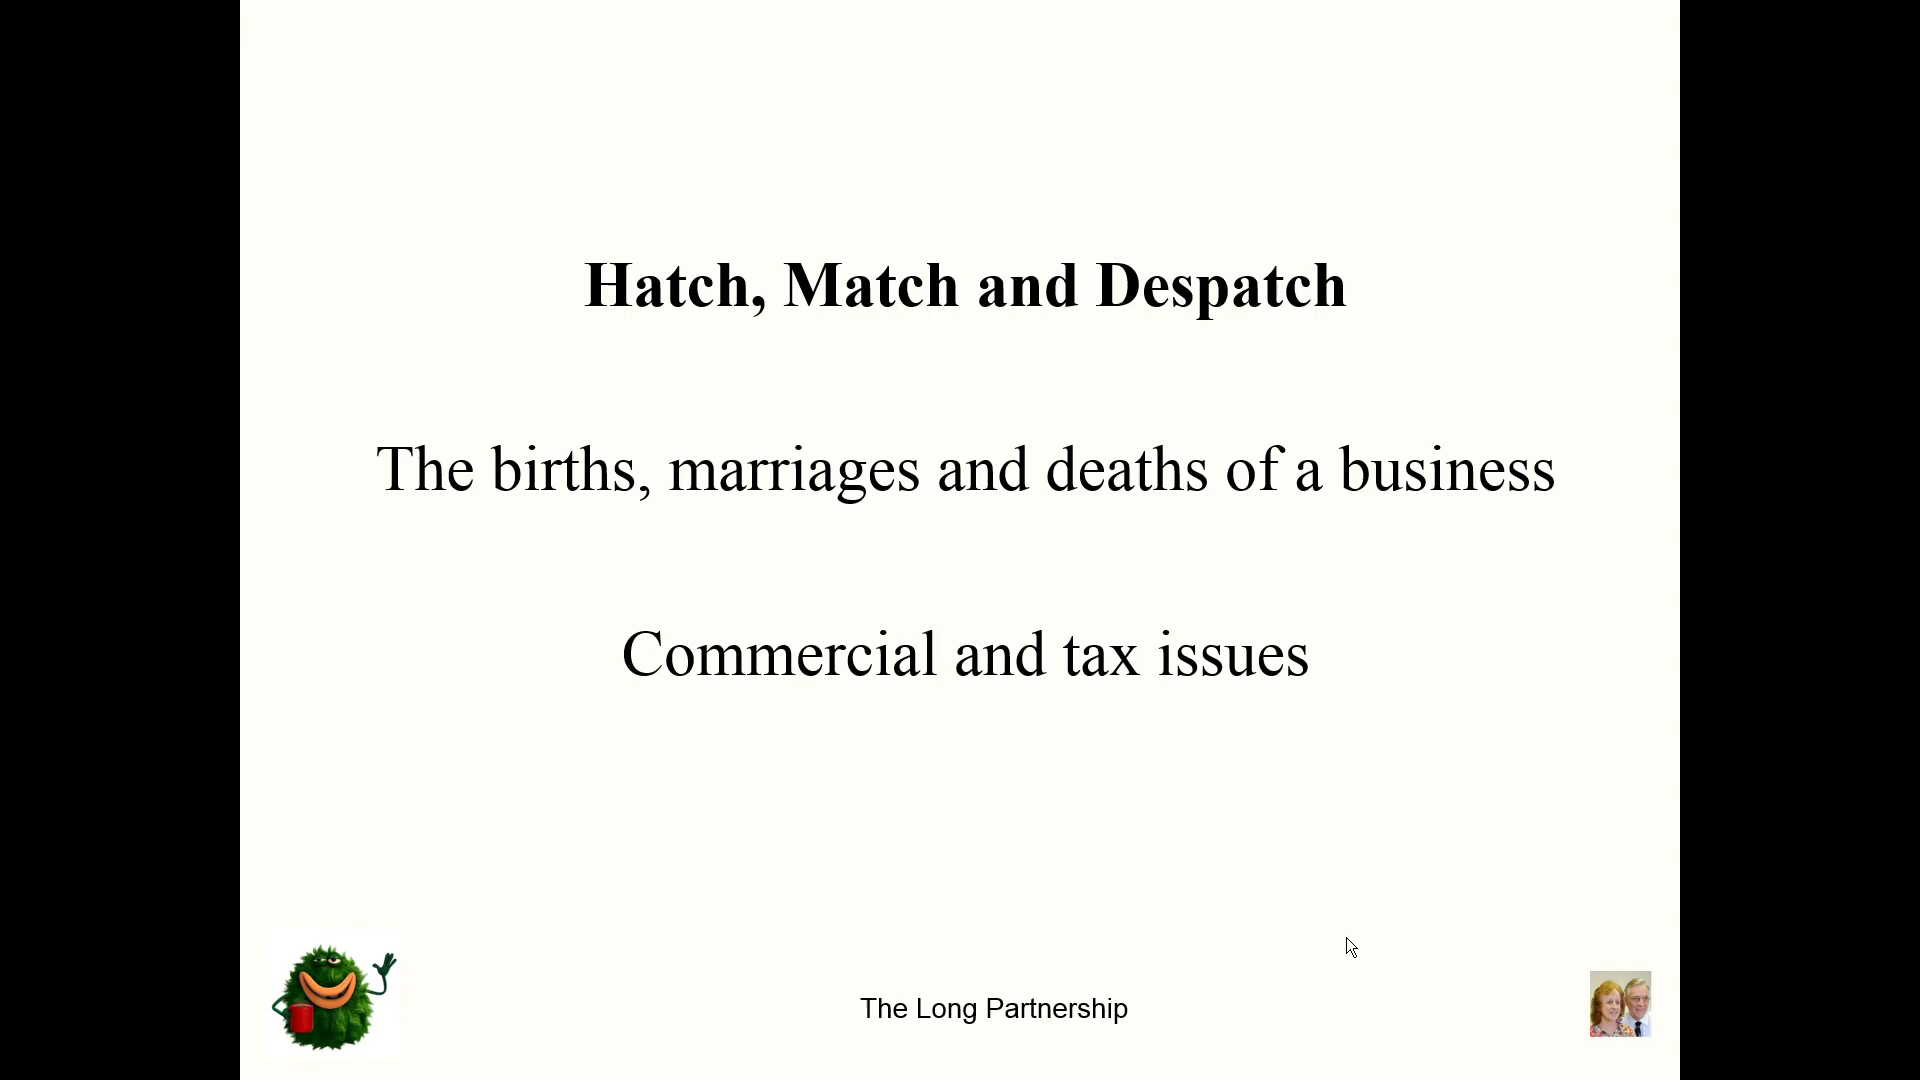 Hatch, Match and Despatch
The births, marriages and deaths of a business
Commercial and tax issues
The Long Partnership